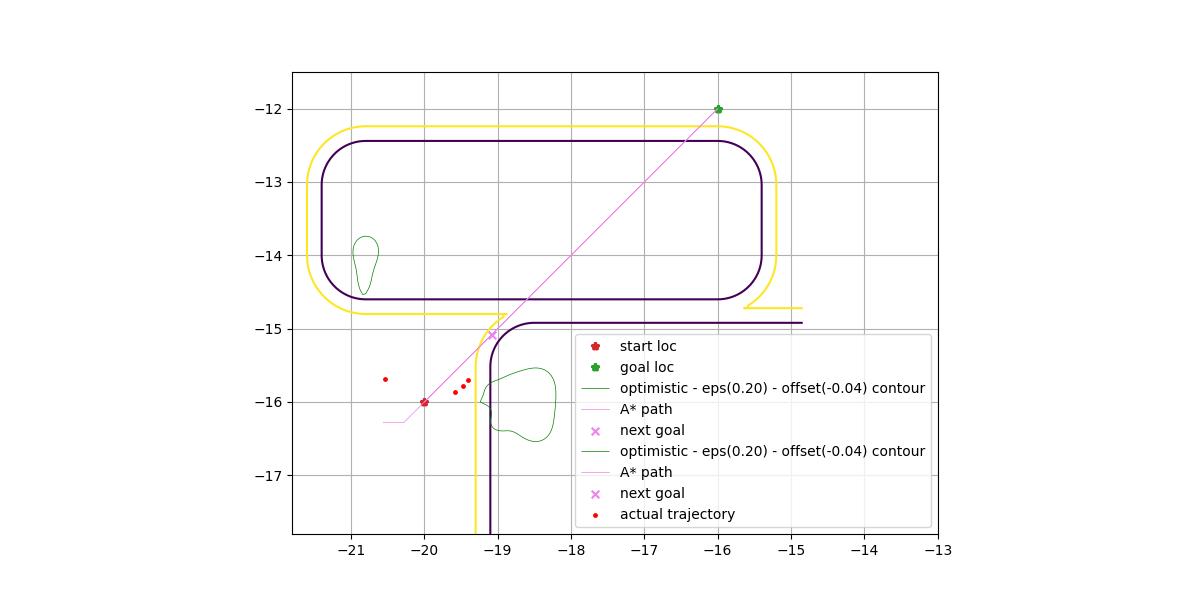 −12
−13
−14
−15
−16
−17
start loc
goal loc
optimistic - eps(0.20) - offset(-0.04) contour
A* path
next goal
optimistic - eps(0.20) - offset(-0.04) contour
A* path
next goal
actual trajectory
−21 −20 −19 −18 −17 −16 −15 −14 −13